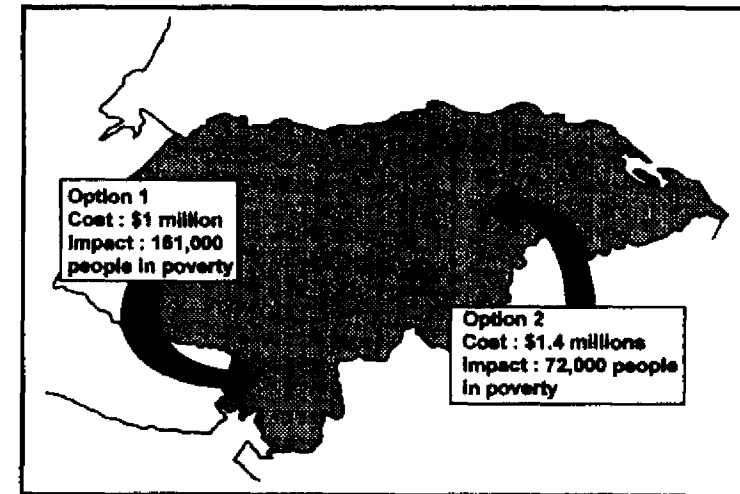 Option 1
Cost : $1 million
Impact : 161,000
people in poverty
Option 2
Cost : $1.4 millions
Impact : 72,000 people
in poverty